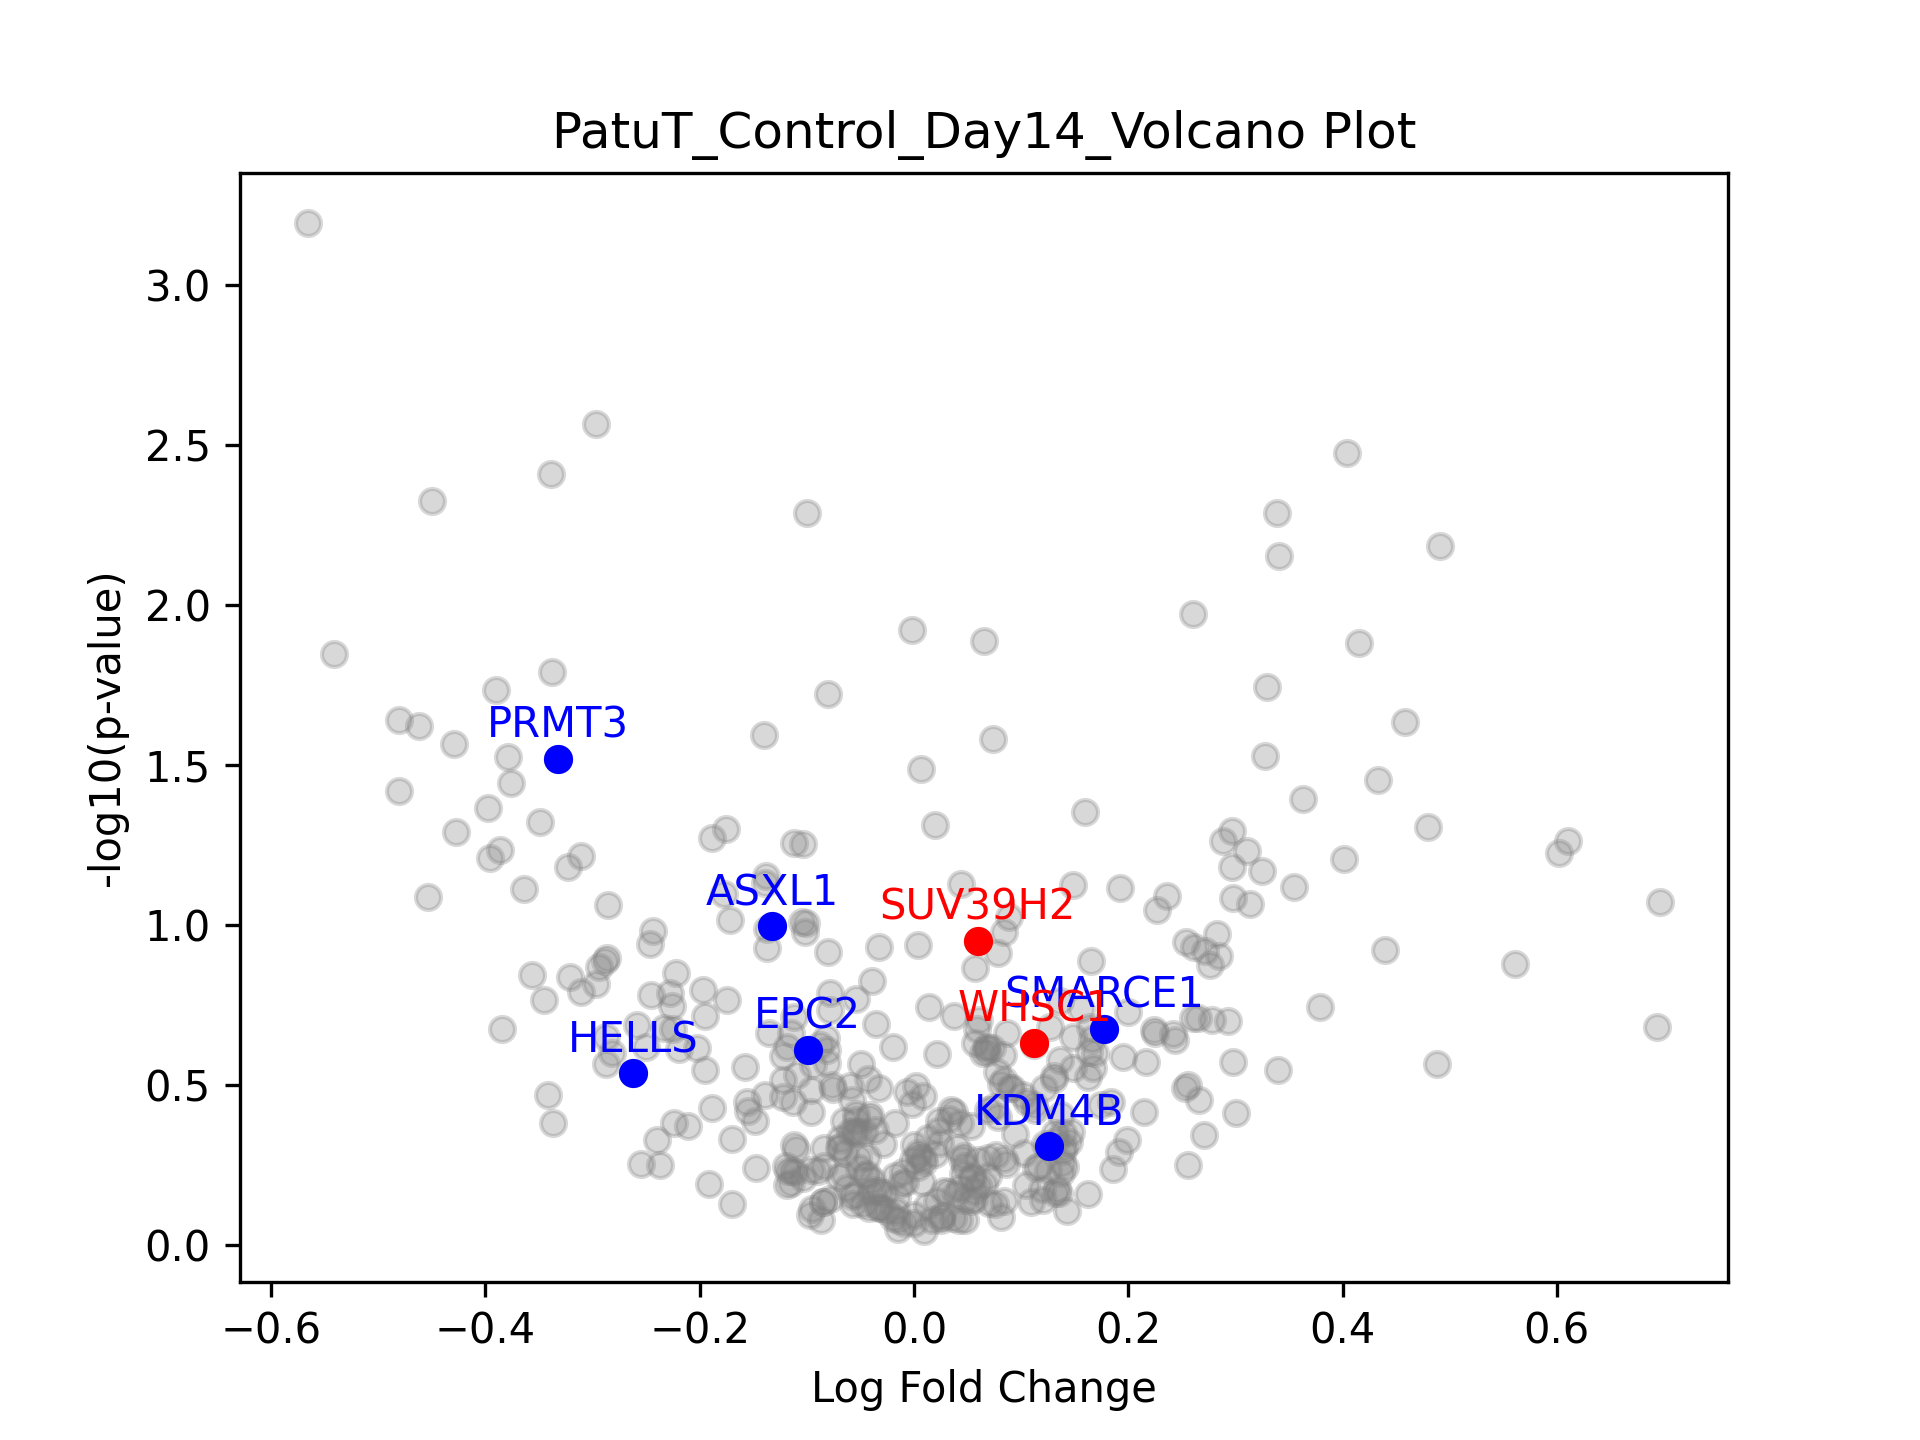 PatuT_Control_Day14_Volcano Plot
-log10(p-value)
3.0
2.5
2.0
1.5
1.0
0.5
0.0
PRMT3
ASXL1
SUV39H2
SMARCE1
WHSC1
EPC2
HELLS
KDM4B
−0.6 −0.4 −0.2 0.0 0.2 0.4 0.6
Log Fold Change